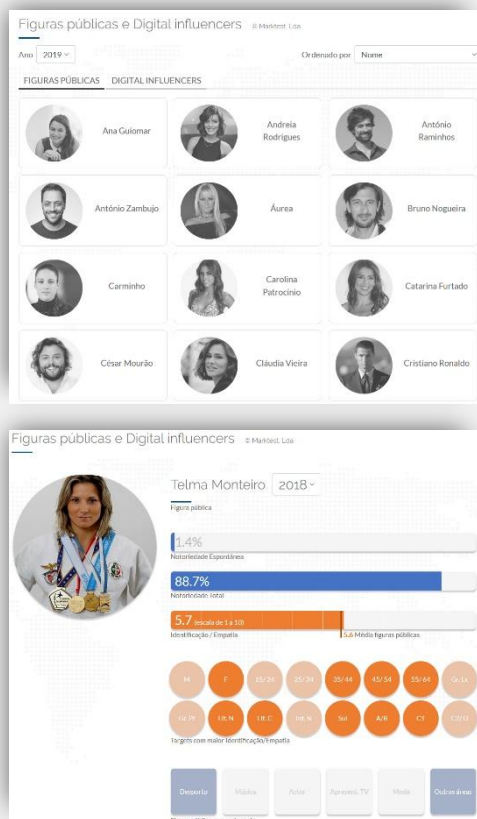 Figuras públicas e Digital influencers © Marktest, Lda.
Ano 2019 Ordenado por Nome
FIGURAS PÚBLICAS DIGITAL INFLUENCERS
Ana Guiomar
Andreia
Rodrigues
António
Raminhos
António Zambujo
Áurea
Bruno Nogueira
Carminho
Carolina
Patrocínio
Catarina Furtado
César Mourão
Cláudia Vieira
Cristiano Ronaldo
Figuras públicas e Digital influencers © Marktest, Lda.
Telma Monteiro 2018
Figura pública
1.4%
Notoriedade Espontânea
88.7%
Notoriedade Total
5.7 (escala de 1 a 10)
Identificação / Empatia 5.6 Média figuras públicas
M F 15/24 25/34 35/44 45/54 55/64 Gr.Lx
Gr.Pt Lit. N Lit. C Int. N Sul A/B C1 C2/D
Targets com maior Identificação/Empatia
Desporto Música Actor Apresent. TV Moda Outras áreas